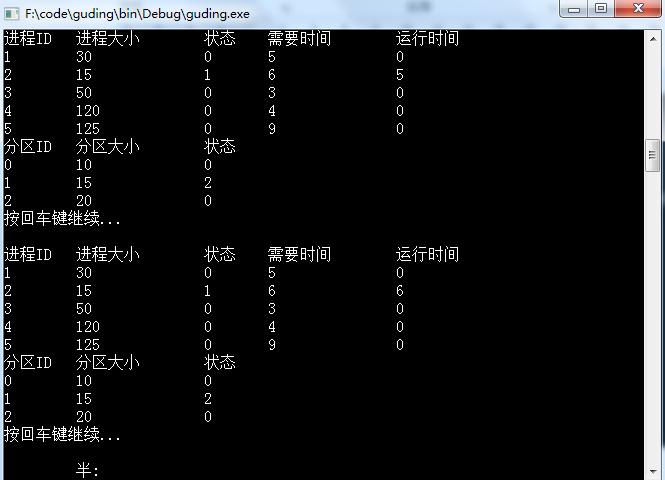 F:\code\guding\bin\Debug\guding.exe
进程ID 进程大小 状态 需要时间 运行时间
1 30 0 5 0
2 15 1 6 5
3 50 0 3 0
4 120 0 4 0
5 125 0 9 0
分区ID 分区大小 状态
0 10 0
1 15 2
2 20 0
按回车键继续...
进程ID 进程大小 状态 需要时间 运行时间
1 30 0 5 0
2 15 1 6 6
3 50 0 3 0
4 120 0 4 0
5 125 0 9 0
分区ID 分区大小 状态
0 10 0
1 15 2
2 20 0
按回车键继续...
半: